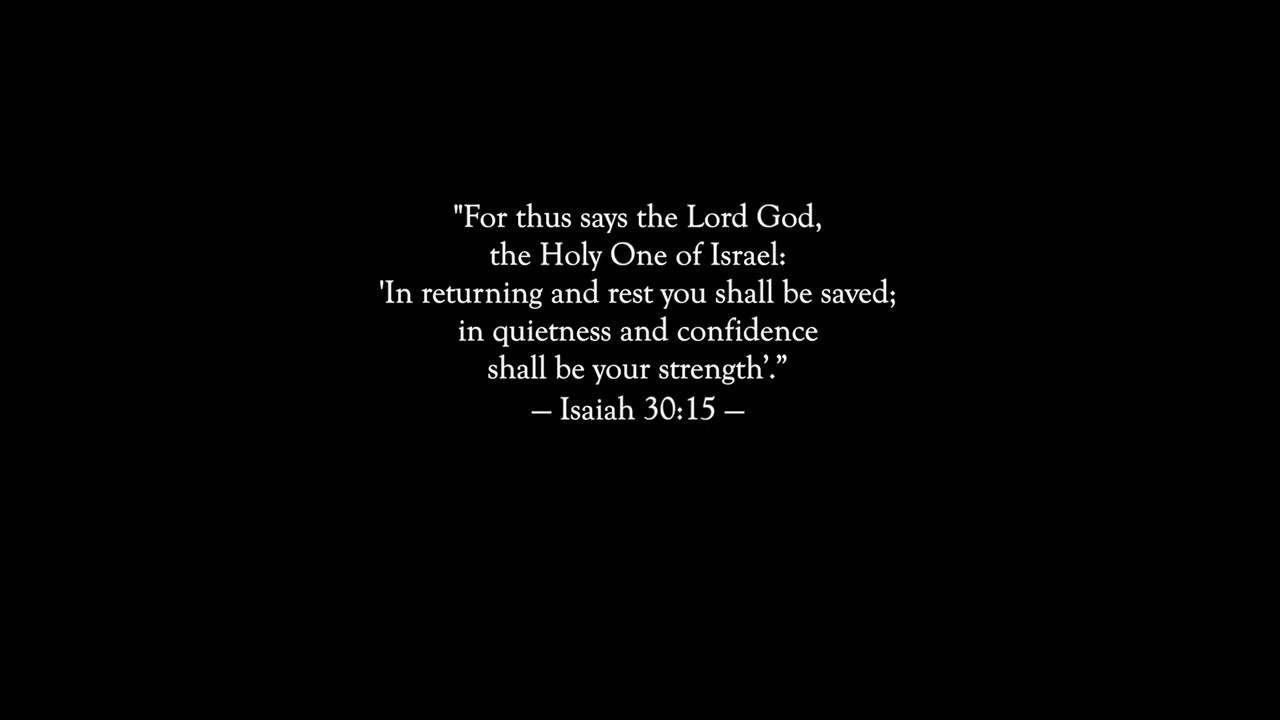 "For thus says the Lord God,
the Holy One of Israel:
'In returning and rest you shall be saved;
in quietness and confidence
shall be your strength’.”
– Isaiah 30:15 –